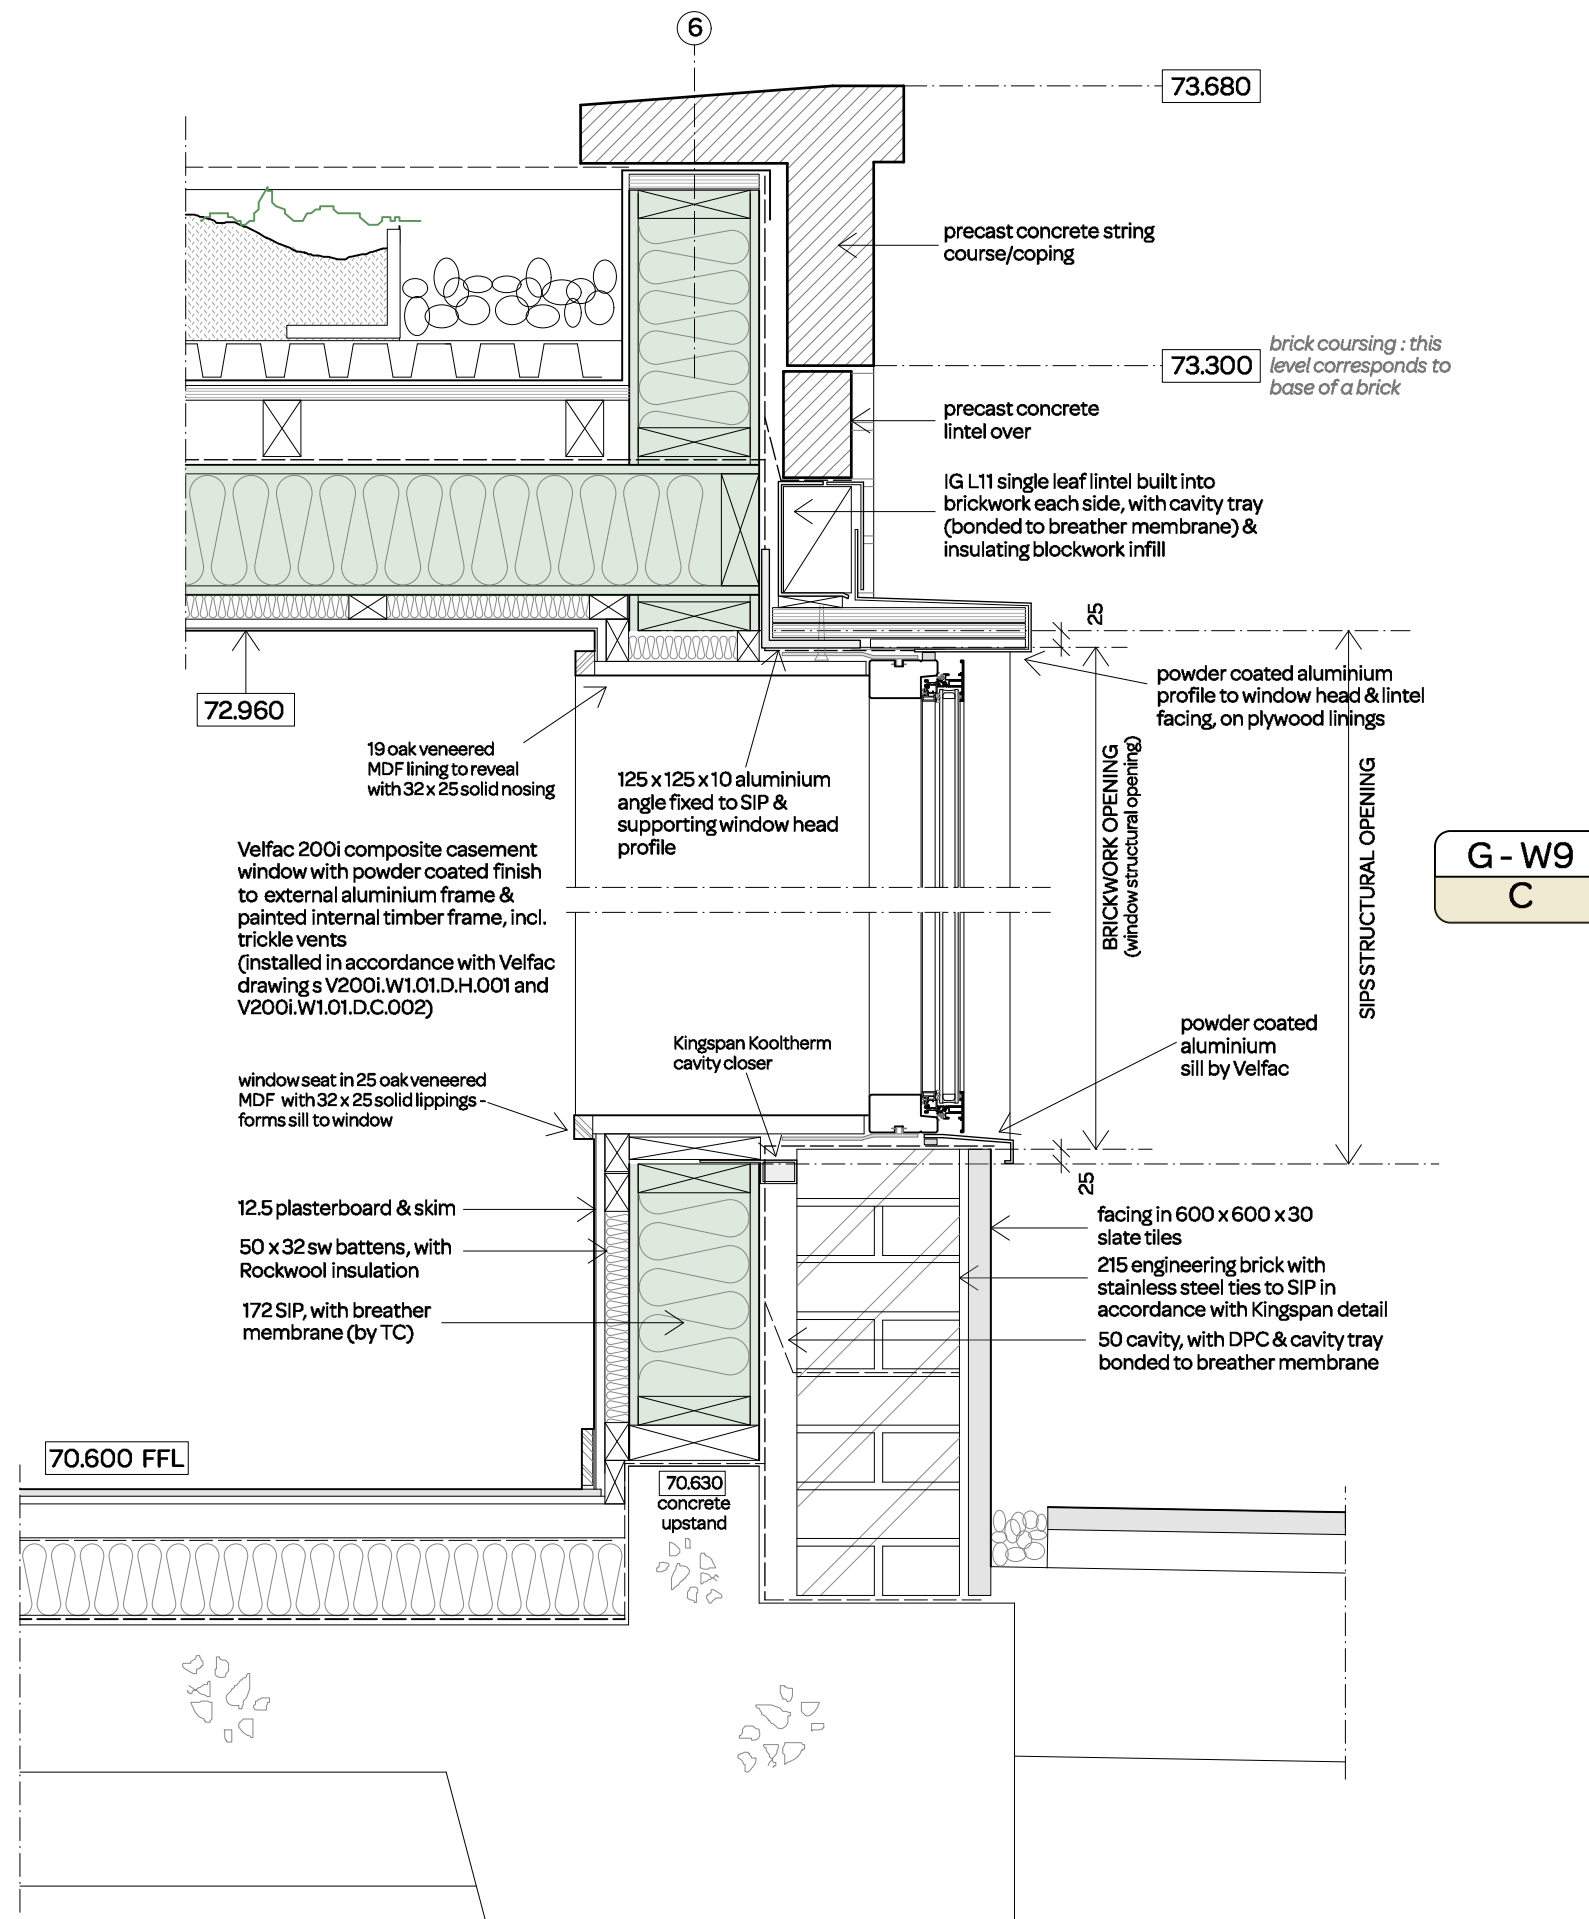 6
73.680
precast concrete string
course/coping
73.300
brick coursing : this
level corresponds to
base of a brick
precast concrete
lintel over
IG L11 single leaf lintel built into
brickwork each side, with cavity tray
(bonded to breather membrane) &
insulating blockwork infill
25
72.960
powder coated aluminium
profile to window head & lintel
facing, on plywood linings
19 oak veneered
MDF lining to reveal
with 32 x 25 solid nosing
125 x 125 x 10 aluminium
angle fixed to SIP &
supporting window head
profile
BRICKWORK OPENING
(window structural opening)
SIPS STRUCTURAL OPENING
G - W9
C
Velfac 200i composite casement
window with powder coated finish
to external aluminium frame &
painted internal timber frame, incl.
trickle vents
(installed in accordance with Velfac
drawing s V200i.W1.01.D.H.001 and
V200i.W1.01.D.C.002)
Kingspan Kooltherm
cavity closer
powder coated
aluminium
sill by Velfac
window seat in 25 oak veneered
MDF with 32 x 25 solid lippings -
forms sill to window
25
12.5 plasterboard & skim
50 x 32 sw battens, with
Rockwool insulation
172 SIP, with breather
membrane (by TC)
facing in 600 x 600 x 30
slate tiles
215 engineering brick with
stainless steel ties to SIP in
accordance with Kingspan detail
50 cavity, with DPC & cavity tray
bonded to breather membrane
70.600 FFL
70.630
concrete
upstand